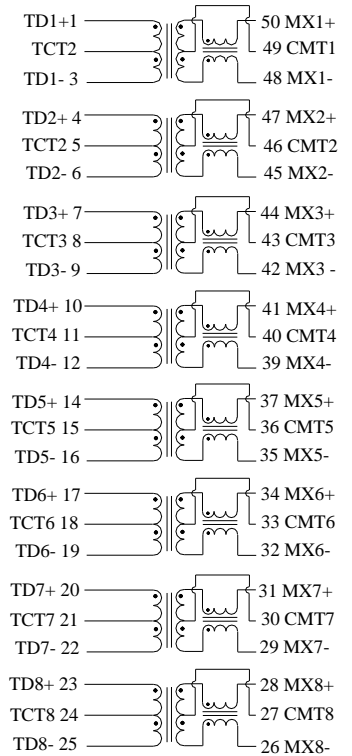 TD1+1 50 MX1+
TCT2 49 CMT1
TD1- 3 48 MX1-
TD2+ 4 47 MX2+
TCT2 5 46 CMT2
TD2- 6 45 MX2-
TD3+ 7 44 MX3+
TCT3 8 43 CMT3
TD3- 9 42 MX3 -
TD4+ 10 41 MX4+
TCT4 11 40 CMT4
TD4- 12 39 MX4-
TD5+ 14 37 MX5+
TCT5 15 36 CMT5
TD5- 16 35 MX5-
TD6+ 17 34 MX6+
TCT6 18 33 CMT6
TD6- 19 32 MX6-
TD7+ 20 31 MX7+
TCT7 21 30 CMT7
TD7- 22 29 MX7-
TD8+ 23 28 MX8+
TCT8 24 27 CMT8
TD8- 25 26 MX8-